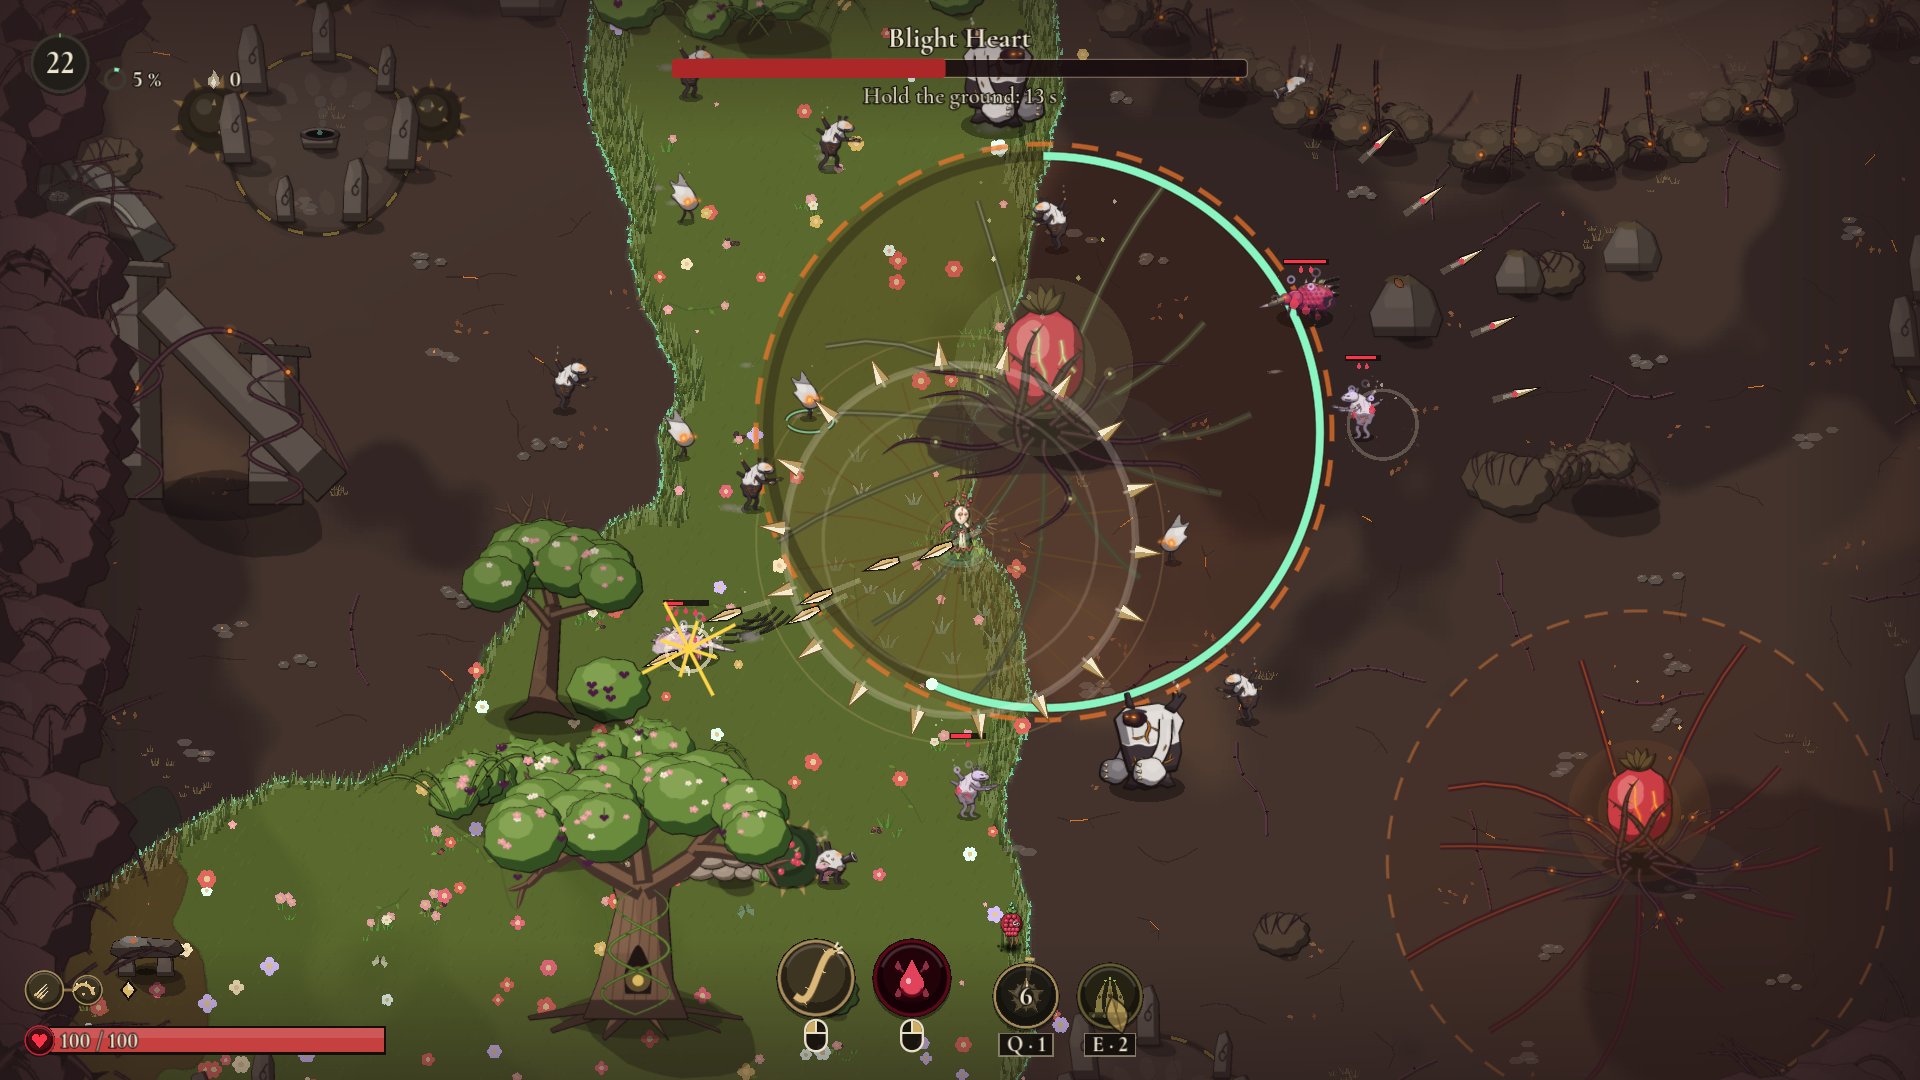 Blight Heart
22
5 %
0
Hold the ground: 13 s
6
Q · 1
E · 2
100 / 100